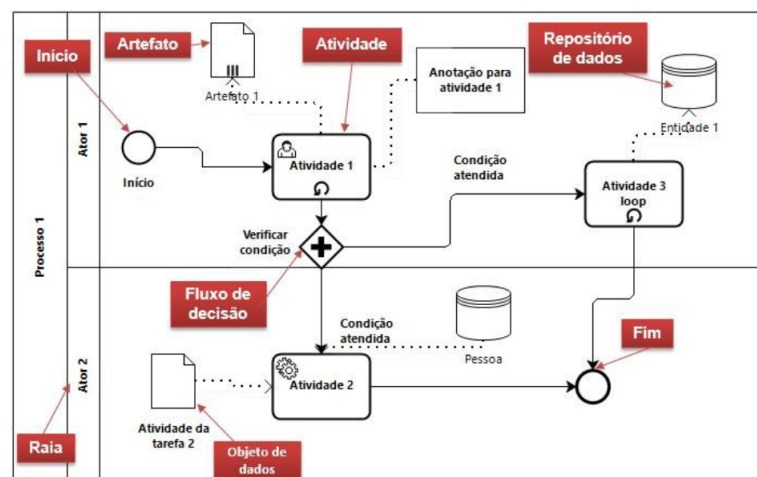 Início
Artefato
Atividade
Repositório
de dados
Artefato 1
Anotação para
atividade 1
Entidade 1
Processo 1
Ator 1
Início
Atividade 1
Condição
atendida
Atividade 3
loop
Verificar
condição
Fluxo de
decisão
Condição
atendida
Pessoa
Fim
Ator 2
Atividade 2
Raia
Atividade da
tarefa 2
Objeto de
dados